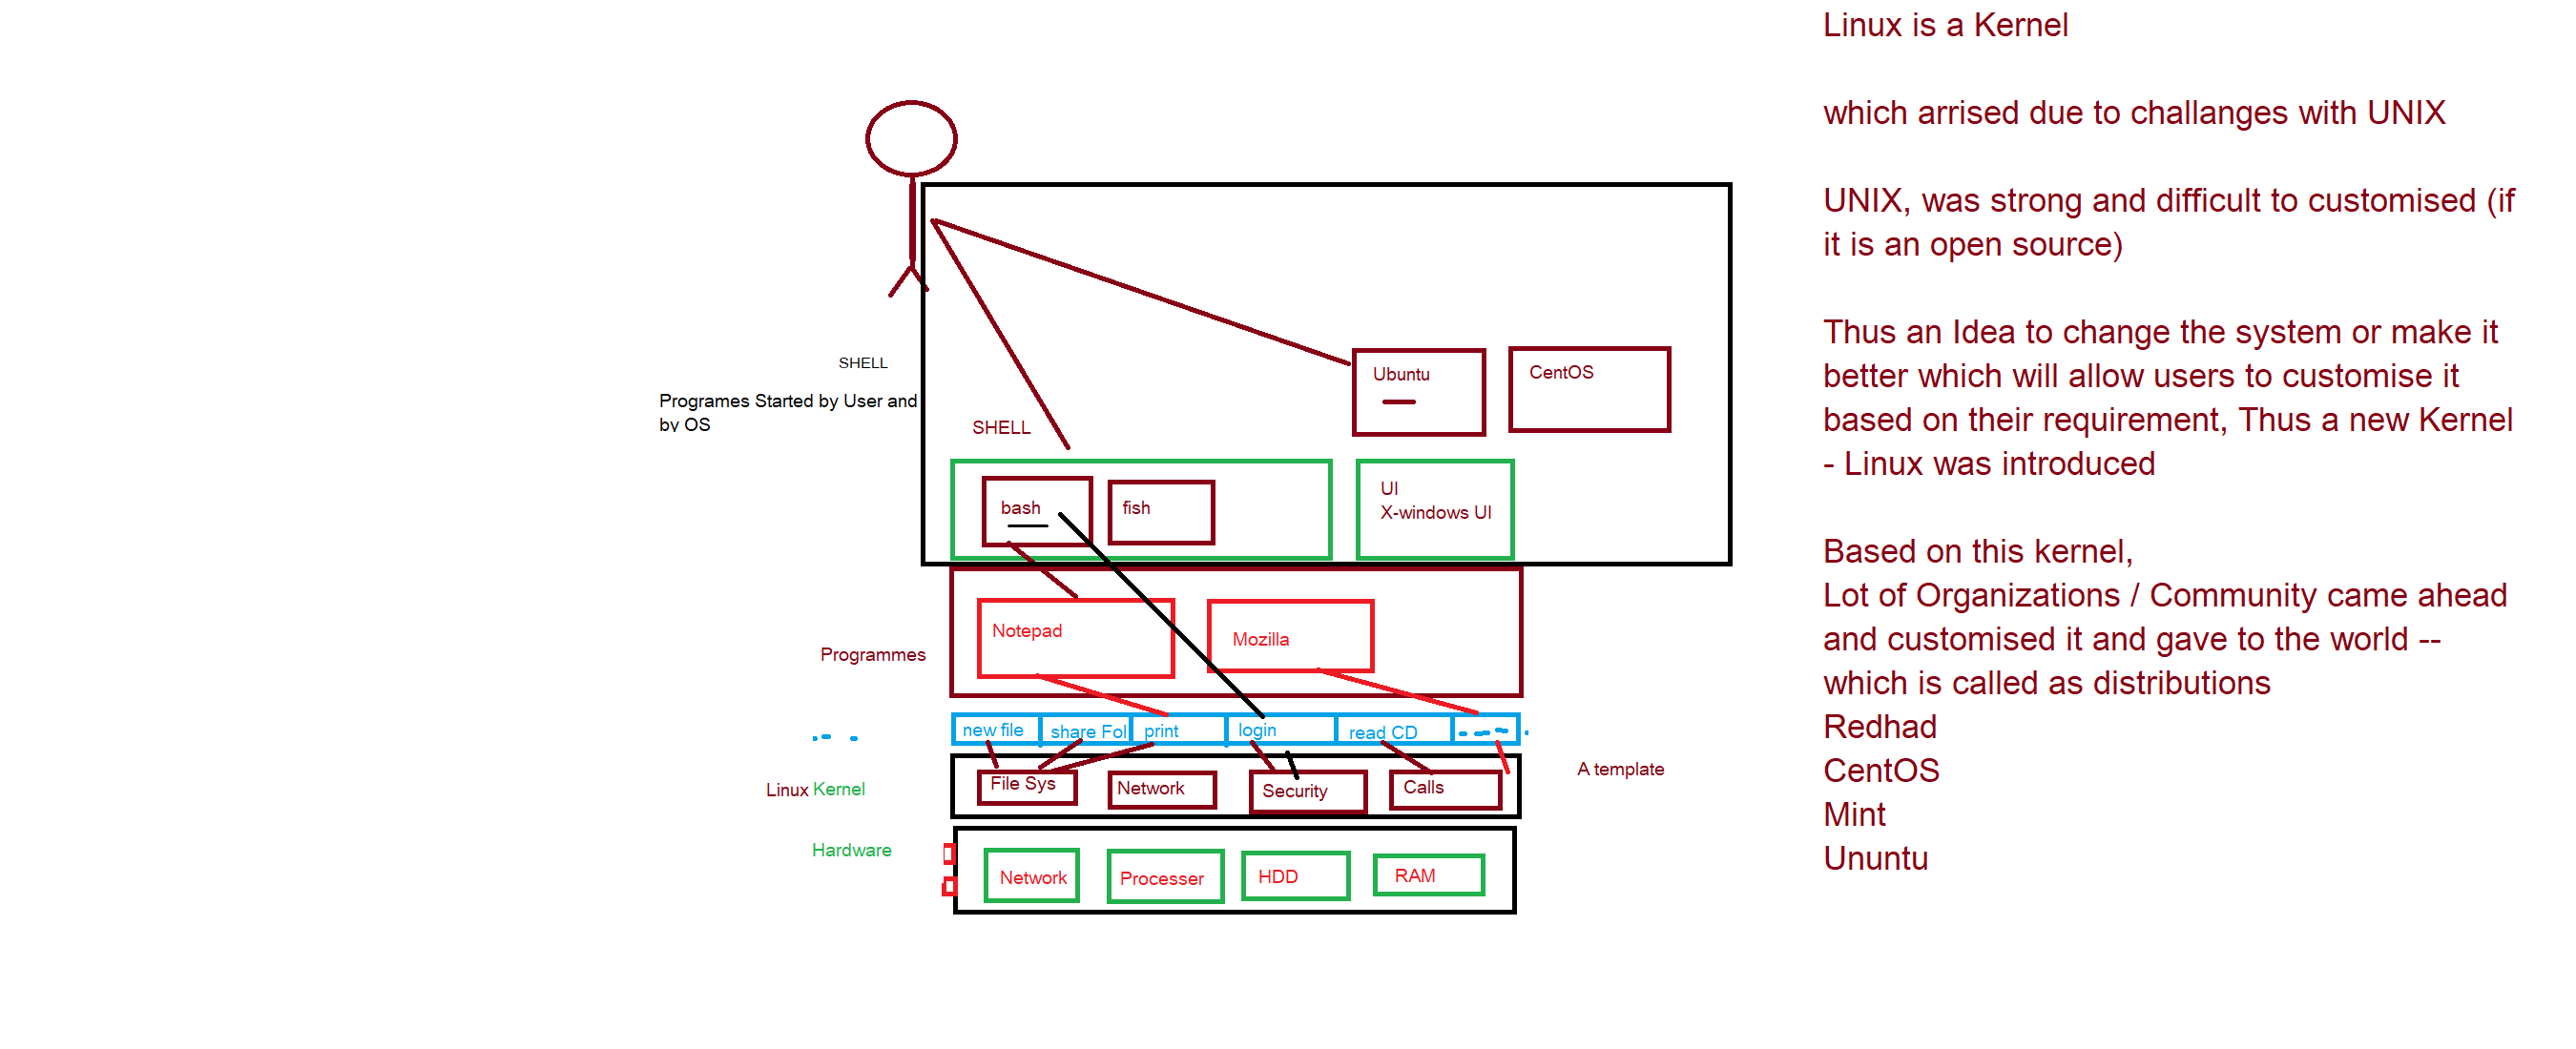 Linux is a Kernel
which arrised due to challanges with UNIX
UNIX, was strong and difficult to customised (if
it is an open source)
Thus an Idea to change the system or make it
better which will allow users to customise it
based on their requirement, Thus a new Kernel
- Linux was introduced
Based on this kernel,
Lot of Organizations / Community came ahead
and customised it and gave to the world --
which is called as distributions
Redhad
CentOS
Mint
Ununtu
SHELL
Programes Started by User and
by OS
Ubuntu
CentOS
SHELL
bash
fish
UI
X-windows UI
Programmes
Notepad
Mozilla
new file
share Fol
print
login
read CD
Linux Kernel
File Sys
Network
Security
Calls
A template
Hardware
Network
Processer
HDD
RAM